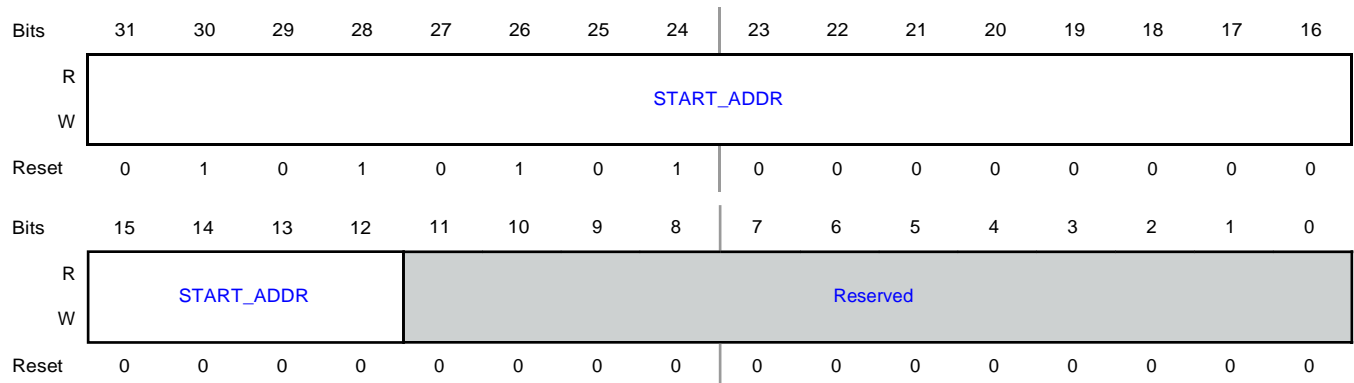 Bits 31 30 29 28 27 26 25 24 23 22 21 20 19 18 17 16
R
START_ADDR
W
Reset 0 1 0 1 0 1 0 1 0 0 0 0 0 0 0 0
Bits 15 14 13 12 11 10 9 8 7 6 5 4 3 2 1 0
R
START_ADDR Reserved
W
Reset 0 0 0 0 0 0 0 0 0 0 0 0 0 0 0 0